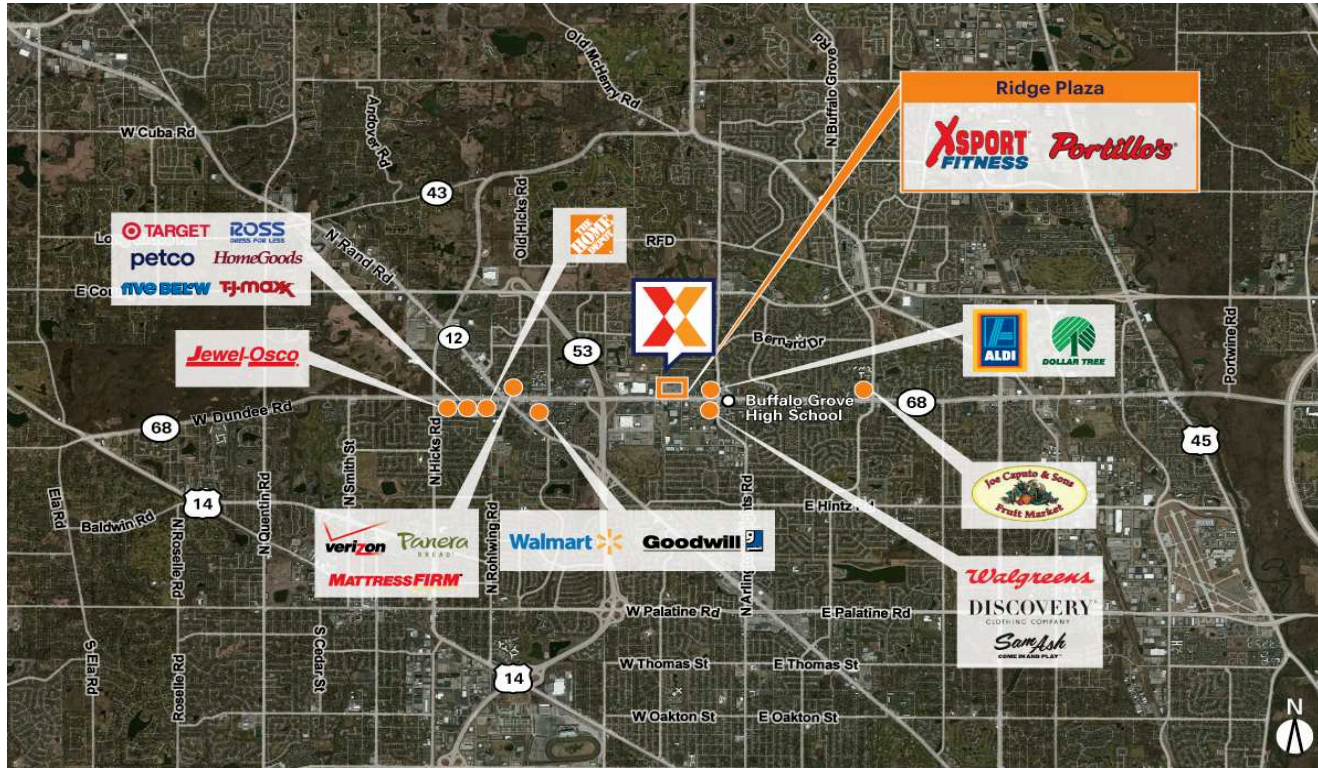 Old McHenry Rd
N Buffalo Grove Rd
Ridge Plaza
XSPORT
FITNESS
Portillo's
W Cuba Rd
Andover Rd
43
Old Hicks Rd
TARGET
ROSS
DRESS FOR LESS
petco
HomeGoods
five BELOW
T·J·maxx
N Rand Rd
THE HOME DEPOT
RFD
X
Bernard Dr
ALDI
DOLLAR TREE
Portwine Rd
12
53
Jewel-Osco
W Dundee Rd
68
Buffalo Grove
High School
68
45
N Hicks Rd
N Smith St
N Quentin Rd
Ela Rd
Baldwin Rd
14
N Roselle Rd
verizon
Panera
BREAD
MATTRESSFIRM
N Rohlwing Rd
Walmart
Goodwill
g
E Hintz Rd
Joe Caputo & Sons
Fruit Market
Walgreens
DISCOVERY
CLOTHING COMPANY
Sam Ash
COME IN AND PLAY
W Palatine Rd
E Palatine Rd
S Ela Rd
Roselle Rd
S Cedar St
14
W Thomas St
E Thomas St
W Oakton St
E Oakton St
N